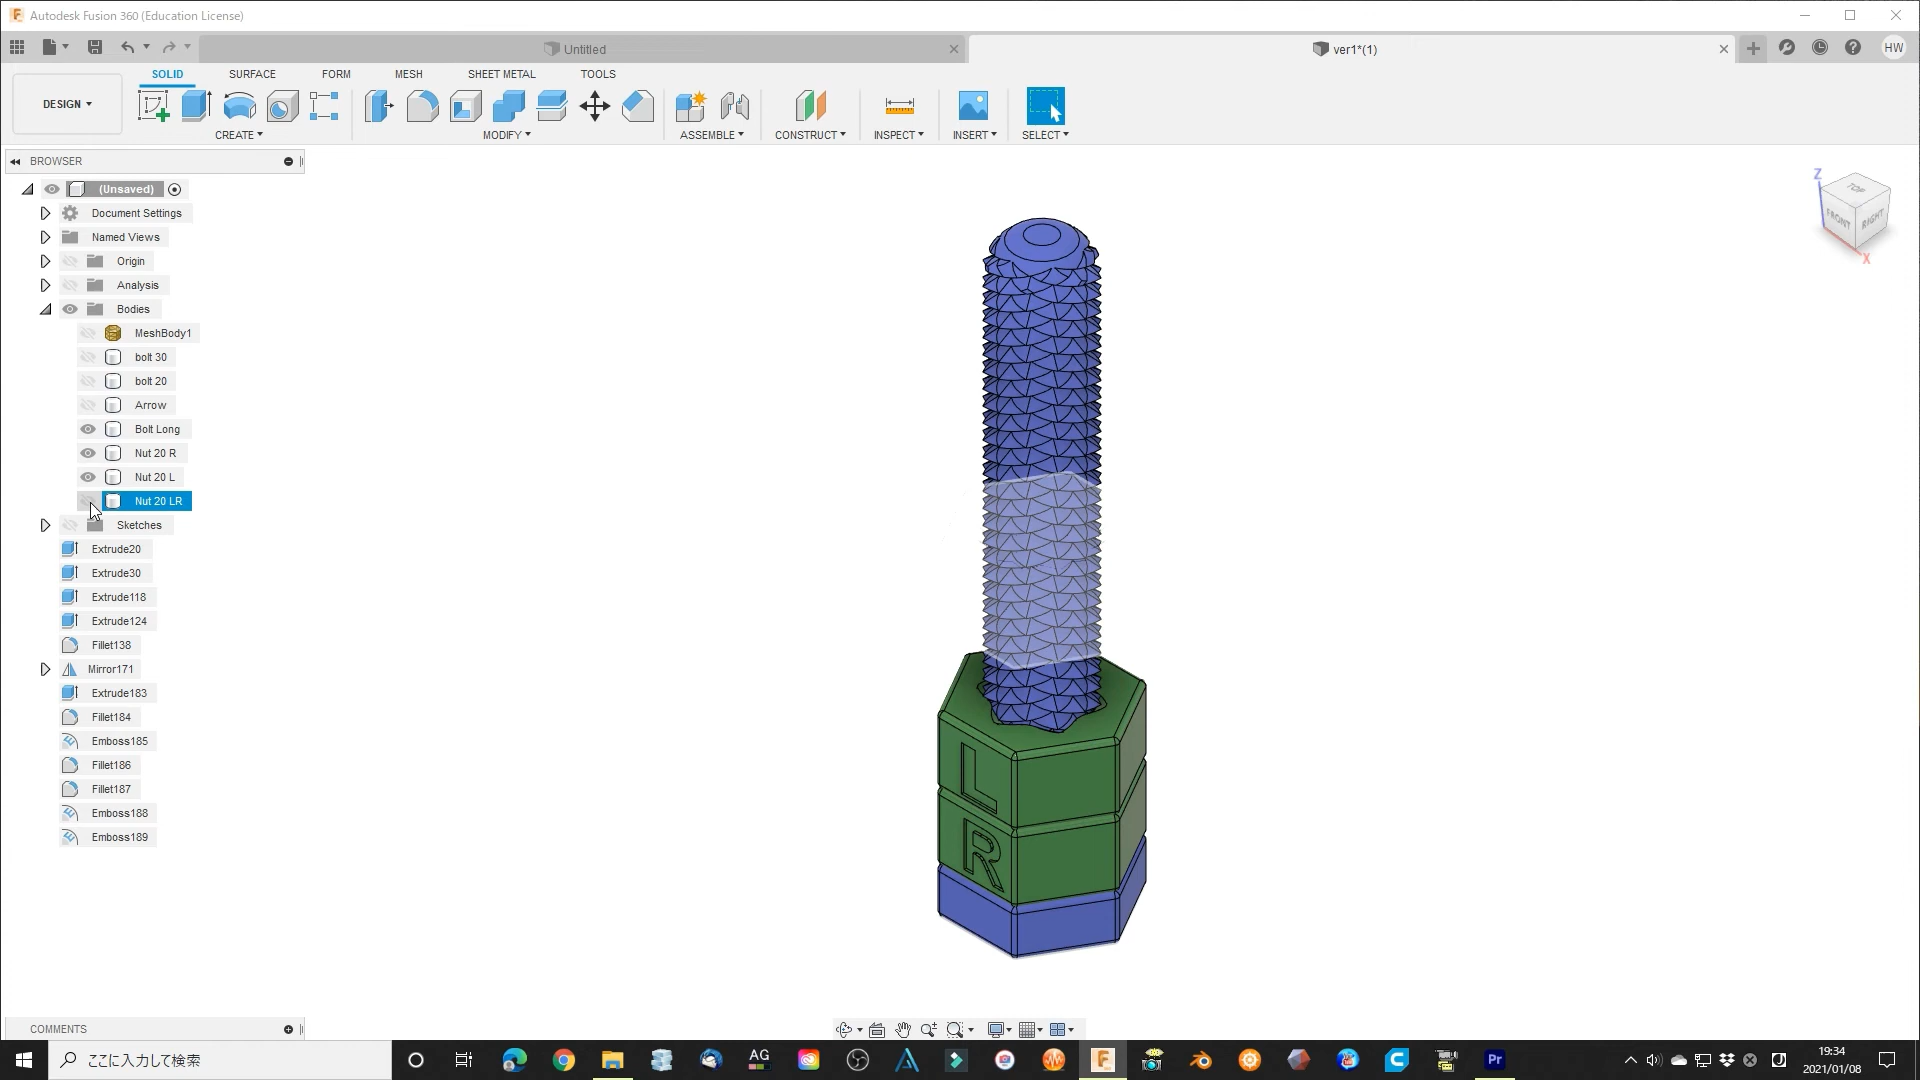 Autodesk Fusion 360 (Education License)
Untitled
ver1*(1)
HW
SOLID
SURFACE
FORM
MESH
SHEET METAL
TOOLS
DESIGN
CREATE
MODIFY
ASSEMBLE
CONSTRUCT
INSPECT
INSERT
SELECT
BROWSER
(Unsaved)
Document Settings
Named Views
Origin
Analysis
Bodies
MeshBody1
bolt 30
bolt 20
Arrow
Bolt Long
Nut 20 R
Nut 20 L
Nut 20 LR
Sketches
Extrude20
Extrude30
Extrude118
Extrude124
Fillet138
Mirror171
Extrude183
Fillet184
Emboss185
Fillet186
Fillet187
Emboss188
Emboss189
Z
TOP
FRONT
RIGHT
X
L
R
COMMENTS
ここに入力して検索
AG
Pr
19:34
2021/01/08